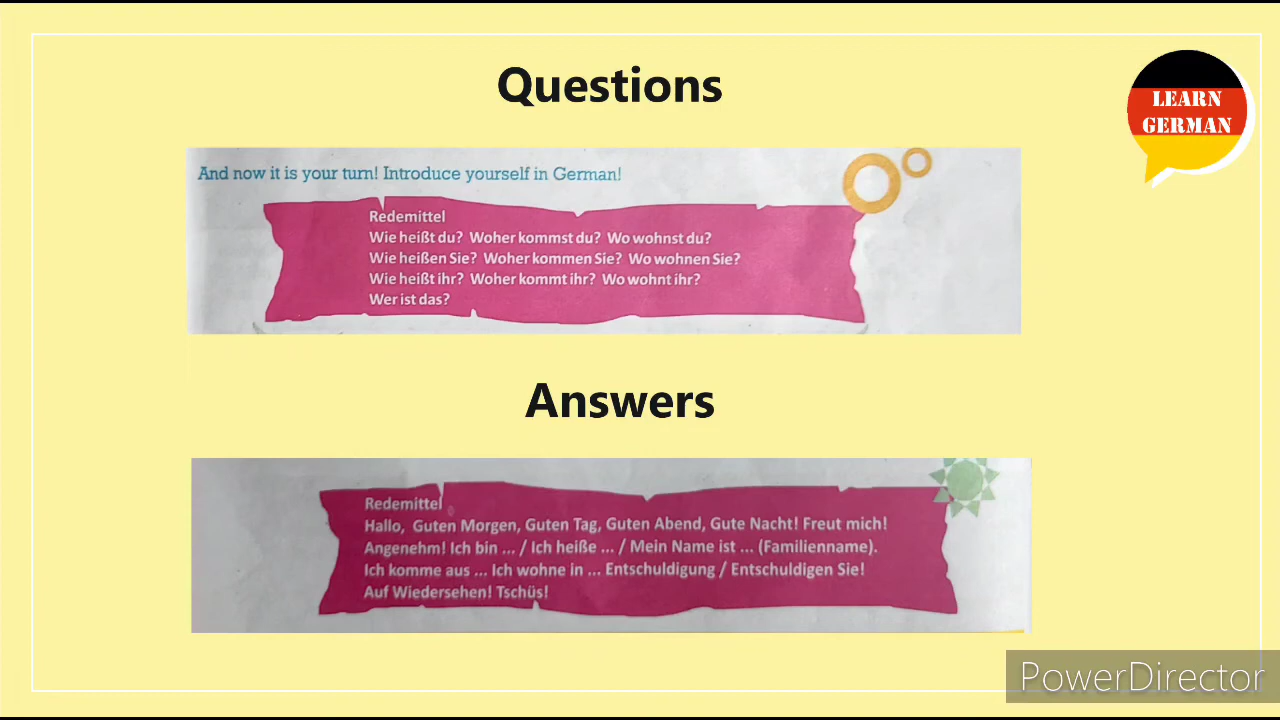 Questions
LEARN
GERMAN
And now it is your turn! Introduce yourself in German!
Redemittel
Wie heißt du? Woher kommst du? Wo wohnst du?
Wie heißen Sie? Woher kommen Sie? Wo wohnen Sie?
Wie heißt ihr? Woher kommt ihr? Wo wohnt ihr?
Wer ist das?
Answers
Redemittel
Hallo, Guten Morgen, Guten Tag, Guten Abend, Gute Nacht! Freut mich!
Angenehm! Ich bin ... / Ich heiße ... / Mein Name ist ... (Familienname).
Ich komme aus ... Ich wohne in ... Entschuldigung / Entschuldigen Sie!
Auf Wiedersehen! Tschüs!
PowerDirector